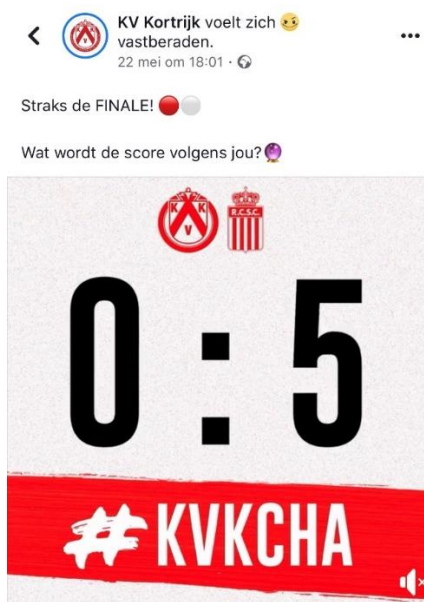 KV Kortrijk voelt zich 😼
vastberaden.
22 mei om 18:01 ·
Straks de FINALE! 🔴⚪
Wat wordt de score volgens jou?🔮
K K
V
R.C.S.C.
0 : 5
# KVKCHA